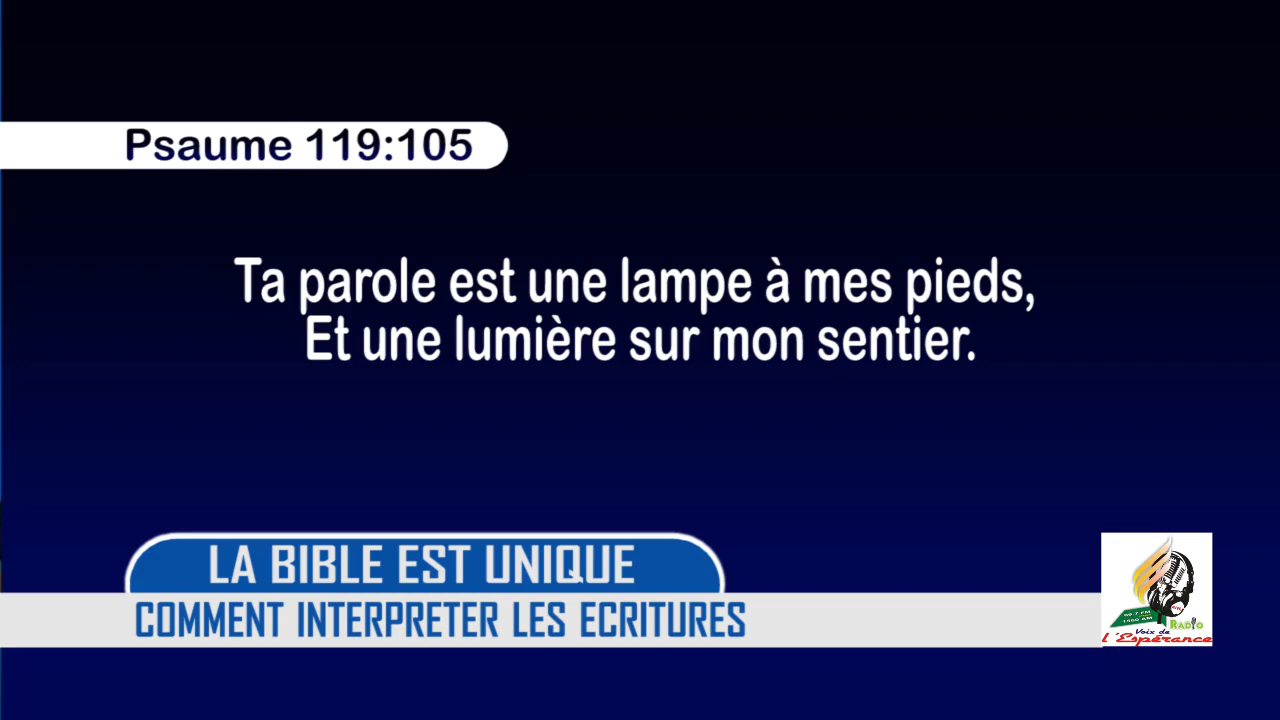 Psaume 119:105
Ta parole est une lampe à mes pieds,
Et une lumière sur mon sentier.
LA BIBLE EST UNIQUE
COMMENT INTERPRETER LES ECRITURES
RADIO
Voix de
l'Espérance